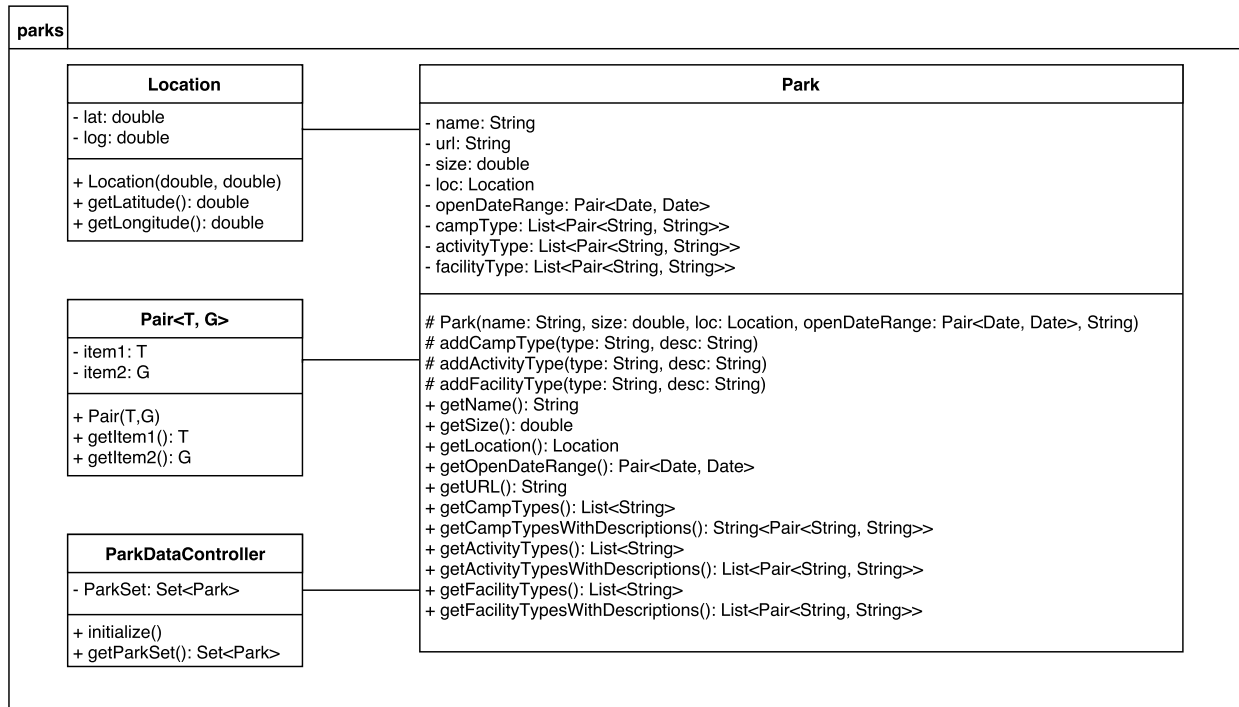 parks
Location
- lat: double
- log: double
+ Location(double, double)
+ getLatitude(): double
+ getLongitude(): double
Pair<T, G>
- item1: T
- item2: G
+ Pair(T,G)
+ getItem1(): T
+ getItem2(): G
ParkDataController
- ParkSet: Set<Park>
+ initialize()
+ getParkSet(): Set<Park>
Park
- name: String
- url: String
- size: double
- loc: Location
- openDateRange: Pair<Date, Date>
- campType: List<Pair<String, String>>
- activityType: List<Pair<String, String>>
- facilityType: List<Pair<String, String>>
# Park(name: String, size: double, loc: Location, openDateRange: Pair<Date, Date>, String)
# addCampType(type: String, desc: String)
# addActivityType(type: String, desc: String)
# addFacilityType(type: String, desc: String)
+ getName(): String
+ getSize(): double
+ getLocation(): Location
+ getOpenDateRange(): Pair<Date, Date>
+ getURL(): String
+ getCampTypes(): List<String>
+ getCampTypesWithDescriptions(): String<Pair<String, String>>
+ getActivityTypes(): List<String>
+ getActivityTypesWithDescriptions(): List<Pair<String, String>>
+ getFacilityTypes(): List<String>
+ getFacilityTypesWithDescriptions(): List<Pair<String, String>>